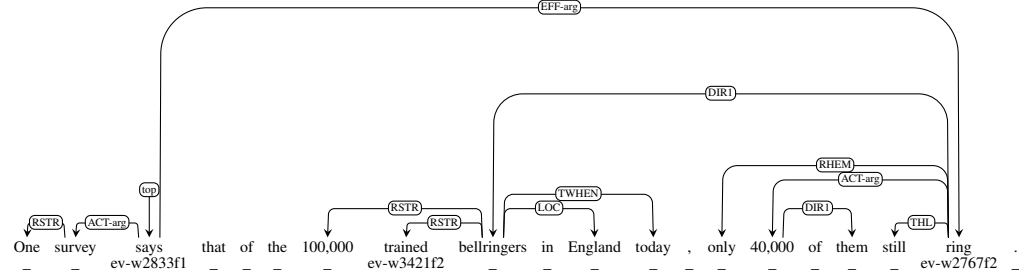 EFF-arg
DIR1
RHEM
ACT-arg
top
TWHEN
RSTR
LOC
DIR1
RSTR
ACT-arg
RSTR
THL
One survey says that of the 100,000 trained bellringers in England today , only 40,000 of them still ring .
_ _ ev-w2833f1 _ _ _ _ ev-w3421f2 _ _ _ _ _ _ _ _ _ _ ev-w2767f2 _